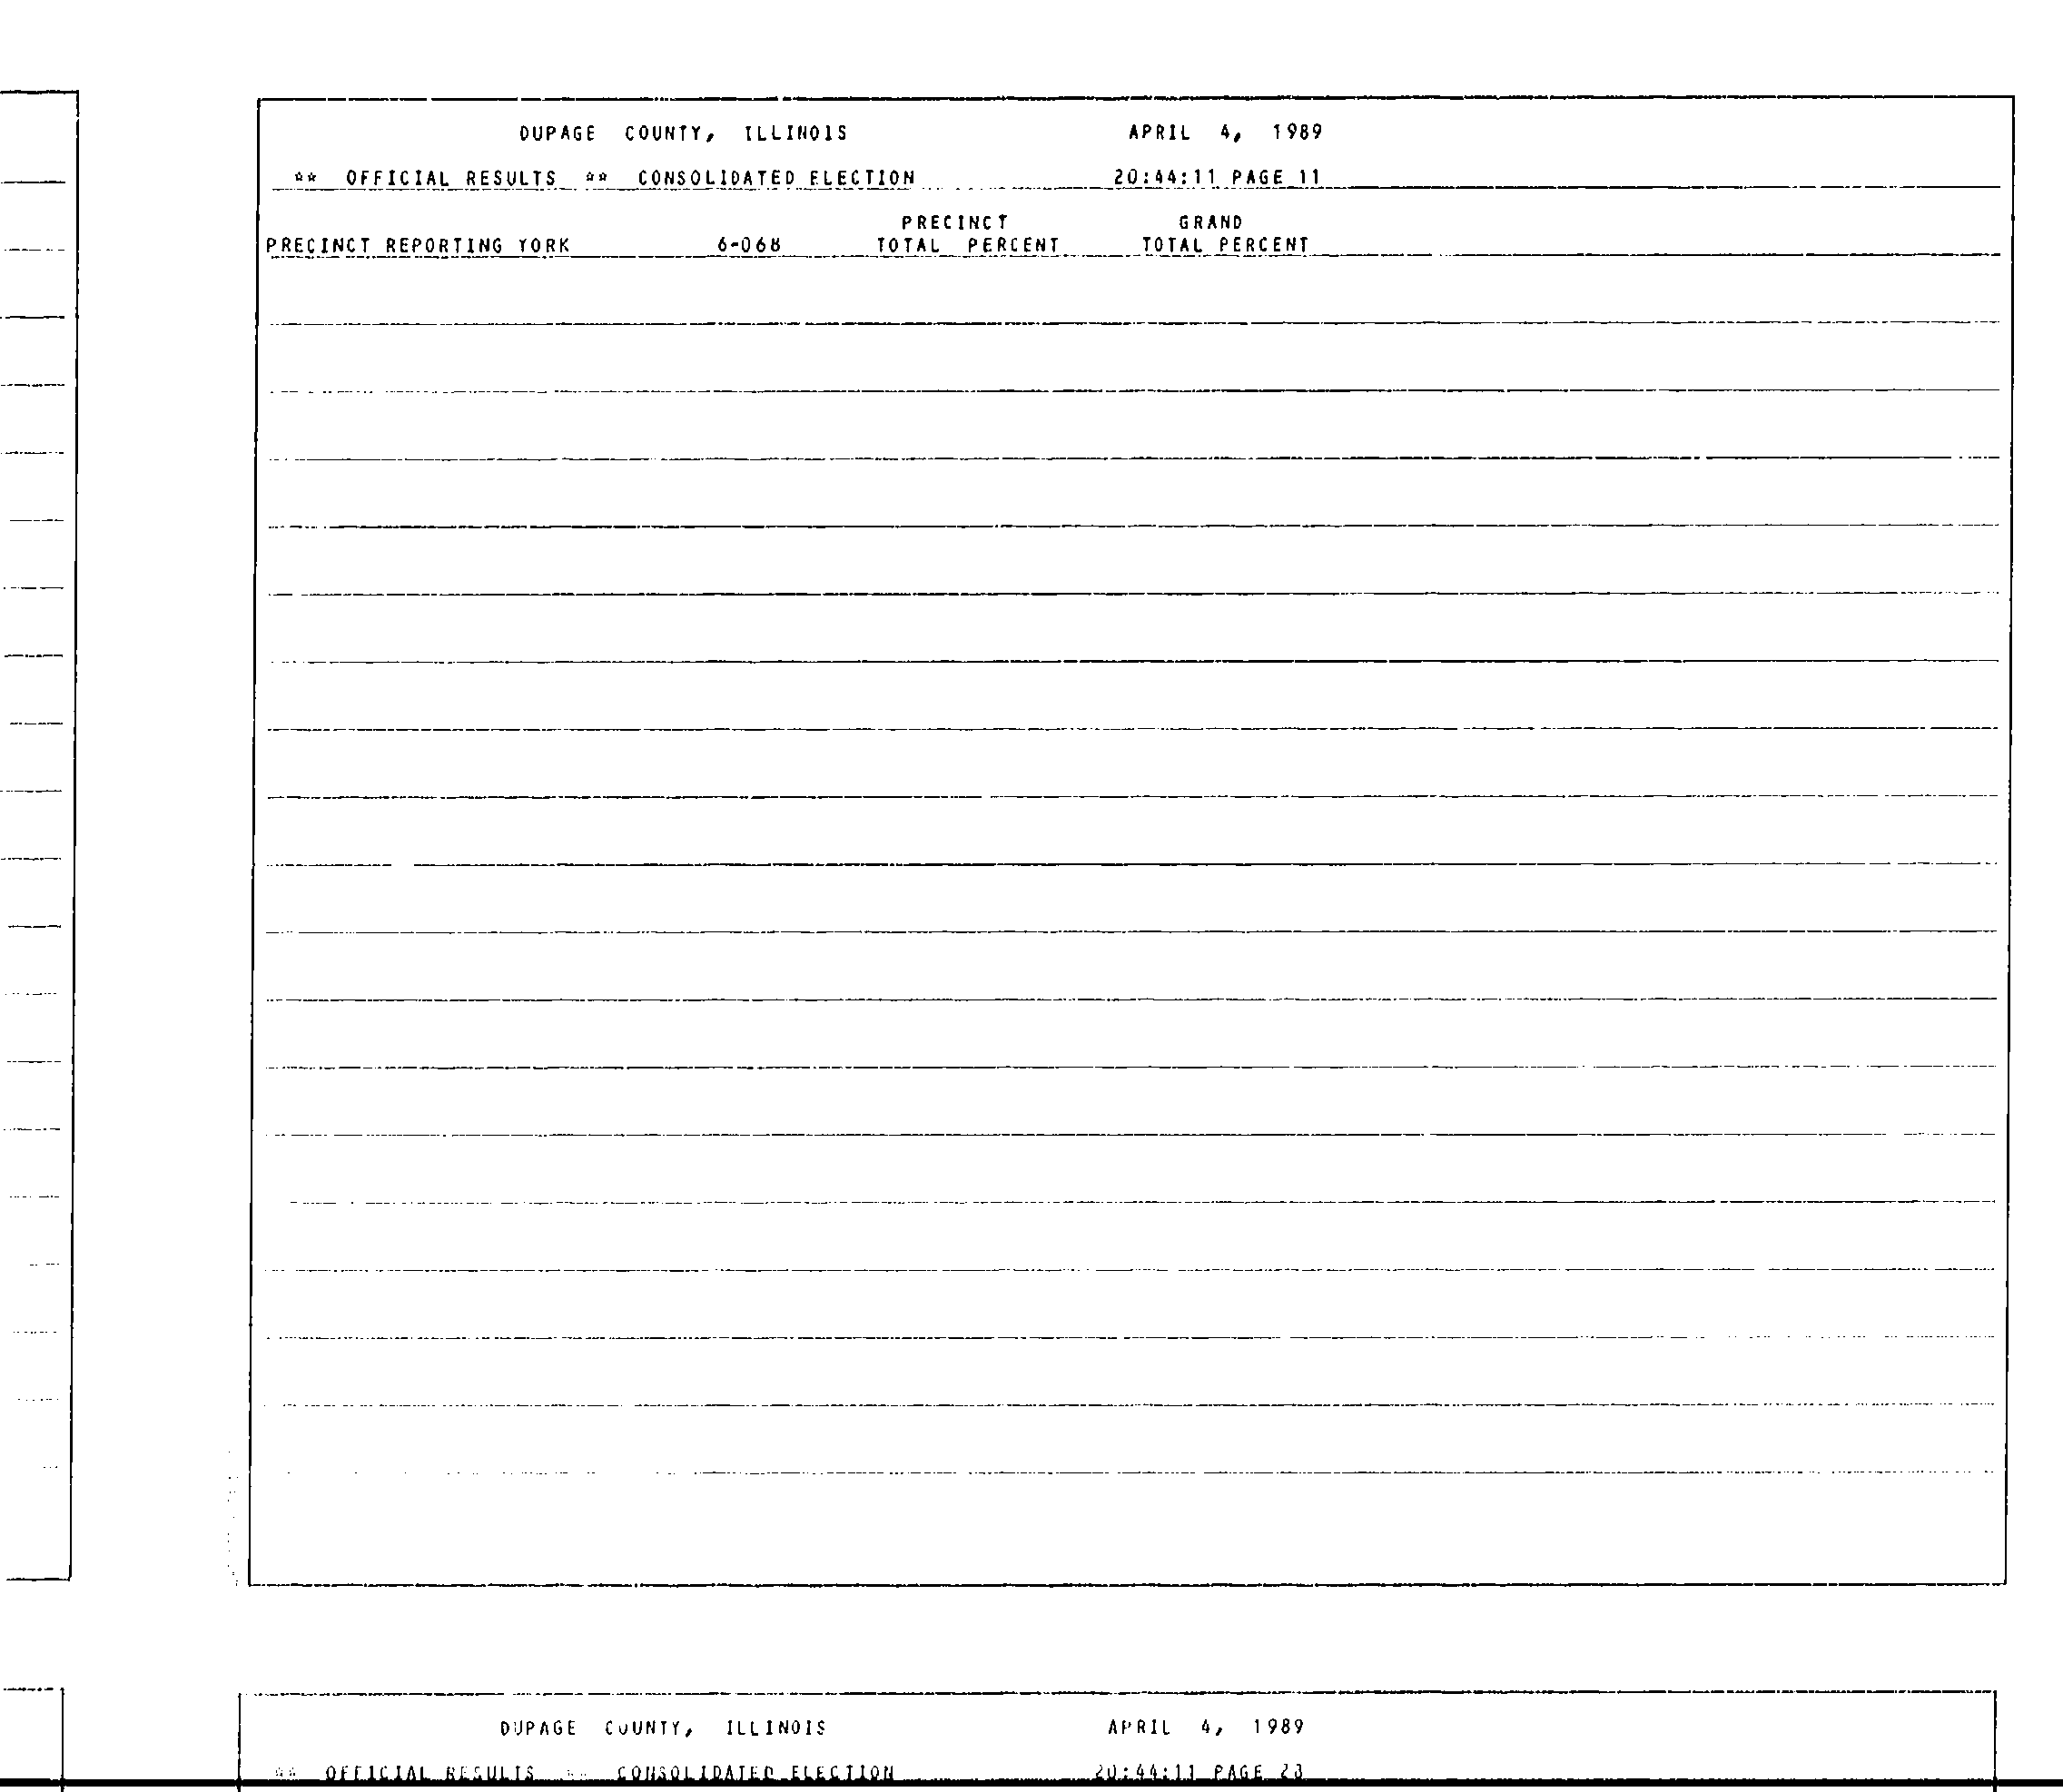 DUPAGE COUNTY, ILLINOIS APRIL 4, 1989
** OFFICIAL RESULTS ** CONSOLIDATED ELECTION 20:44:11 PAGE 11
PRECINCT GRAND
PRECINCT REPORTING YORK 6-068 TOTAL PERCENT TOTAL PERCENT
DUPAGE COUNTY, ILLINOIS APRIL 4, 1989
** OFFICIAL RESULTS ** CONSOLIDATED ELECTION 20:44:11 PAGE 23